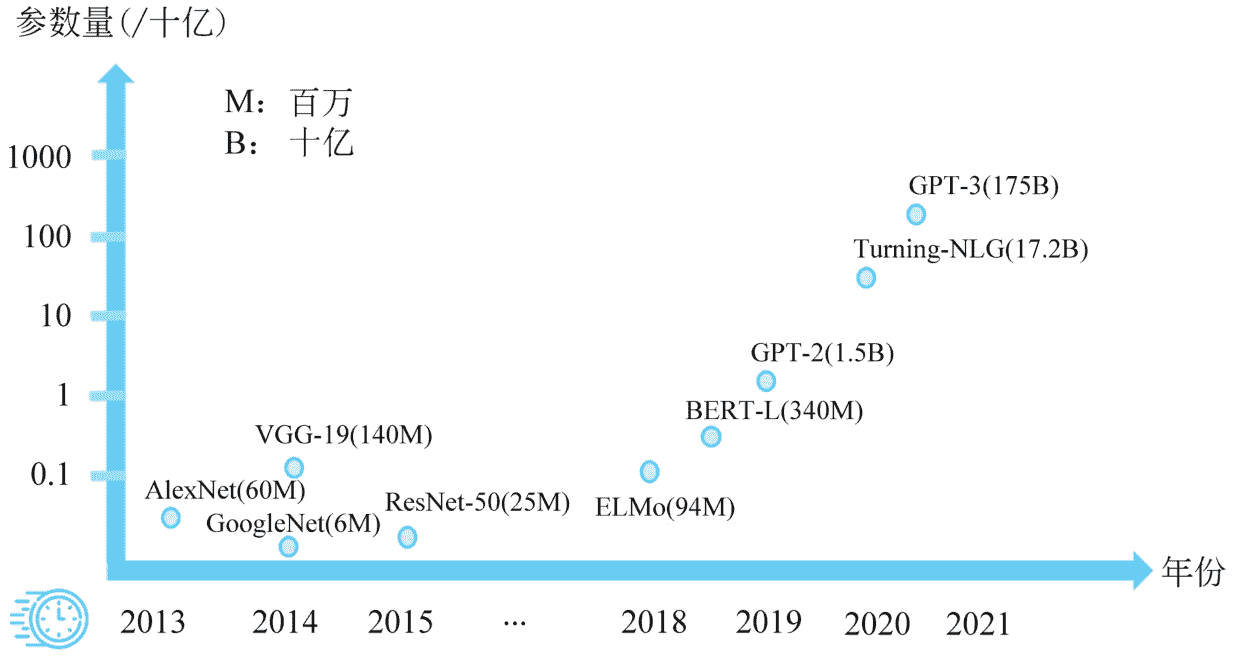 参数量(/十亿)
M： 百万
B： 十亿
1000
GPT-3(175B)
100
Turning-NLG(17.2B)
10
GPT-2(1.5B)
1
BERT-L(340M)
VGG-19(140M)
0.1
AlexNet(60M)
ResNet-50(25M)
ELMo(94M)
GoogleNet(6M)
年份
2013 2014 2015 ... 2018 2019 2020 2021